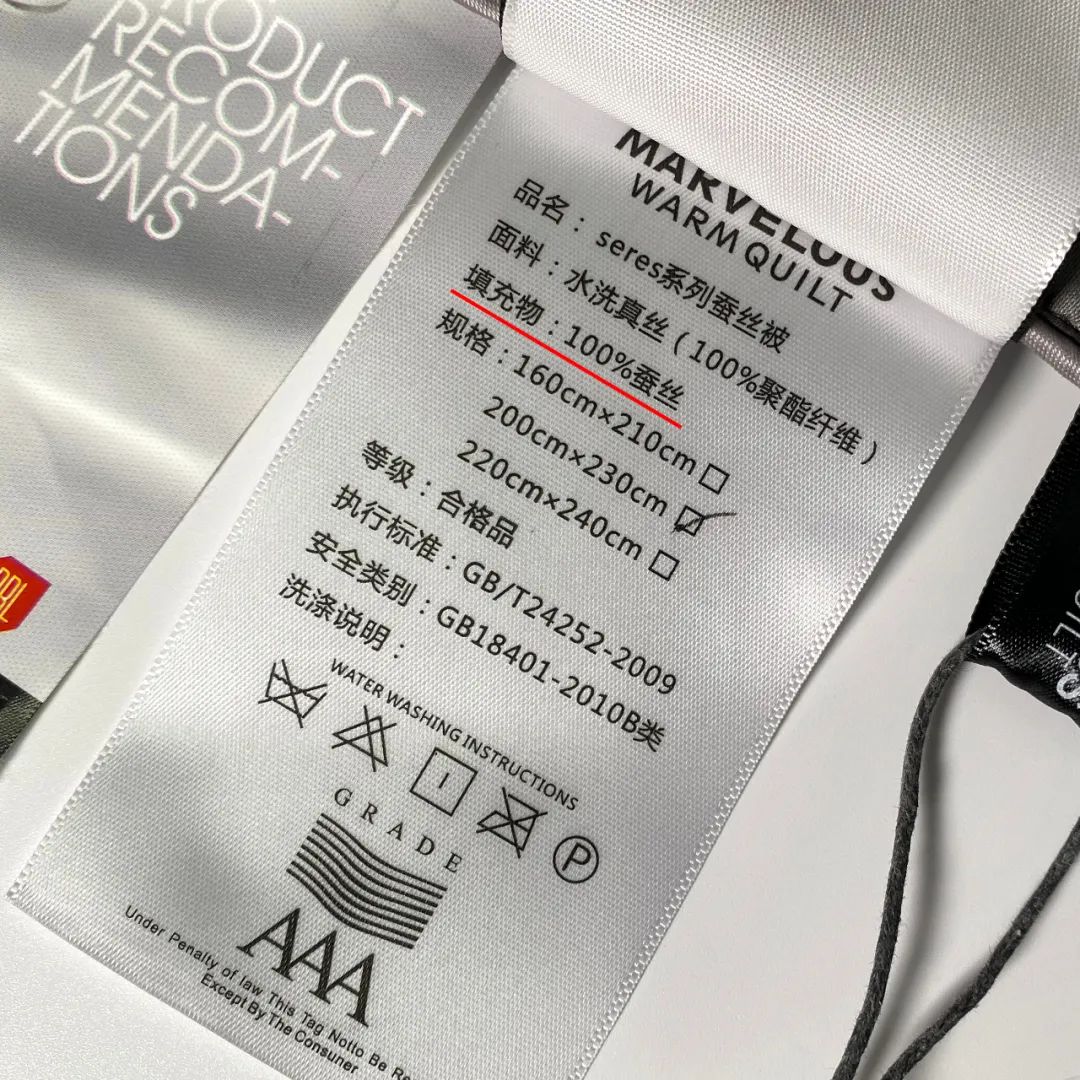 PRODUCT
RECOM-
MENDA-
TIONS
MARVELOUS
WARM QUILT
品名：seres系列蚕丝被
面料：水洗真丝（100%聚酯纤维）
填充物：100%蚕丝
规格：160cm×210cm
200cm×230cm
220cm×240cm
等级：合格品
执行标准：GB/T24252-2009
安全类别：GB18401-2010B类
洗涤说明：
WATER WASHING INSTRUCTIONS
P
GRADE
AAA
Under Penalty of law This Tag Notto Be Re
Except By The Consuner